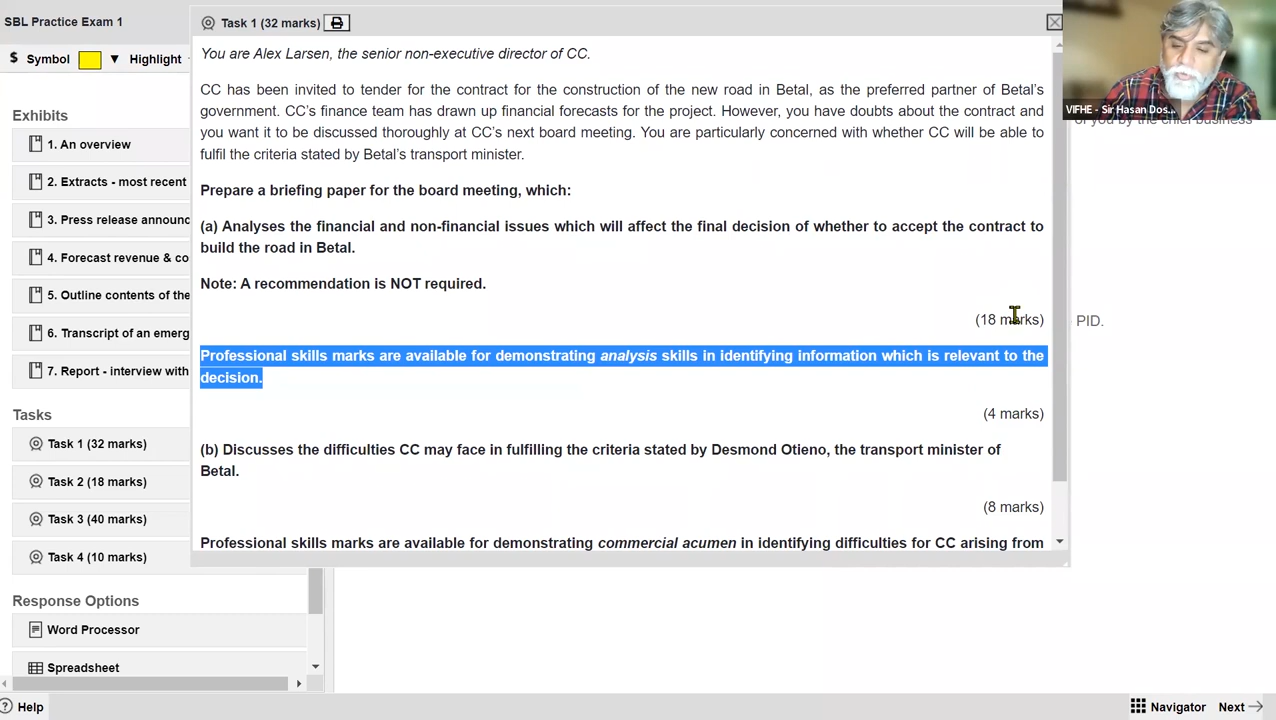 SBL Practice Exam 1
Task 1 (32 marks)
$ Symbol
Highlight
You are Alex Larsen, the senior non-executive director of CC.
CC has been invited to tender for the contract for the construction of the new road in Betal, as the preferred partner of Betal's
government. CC's finance team has drawn up financial forecasts for the project. However, you have doubts about the contract and
you want it to be discussed thoroughly at CC's next board meeting. You are particularly concerned with whether CC will be able to
fulfil the criteria stated by Betal's transport minister.
Prepare a briefing paper for the board meeting, which:
(a) Analyses the financial and non-financial issues which will affect the final decision of whether to accept the contract to
build the road in Betal.
Note: A recommendation is NOT required.
(18 marks)
Professional skills marks are available for demonstrating analysis skills in identifying information which is relevant to the
decision.
(4 marks)
(b) Discusses the difficulties CC may face in fulfilling the criteria stated by Desmond Otieno, the transport minister of
Betal.
(8 marks)
Professional skills marks are available for demonstrating commercial acumen in identifying difficulties for CC arising from
VIFHE - Sir Hasan Dos...
of you by the chief business
PID.
Exhibits
1. An overview
2. Extracts - most recent
3. Press release announc
4. Forecast revenue & co
5. Outline contents of the
6. Transcript of an emerg
7. Report - interview with
Tasks
Task 1 (32 marks)
Task 2 (18 marks)
Task 3 (40 marks)
Task 4 (10 marks)
Response Options
Word Processor
Spreadsheet
Help
Navigator
Next